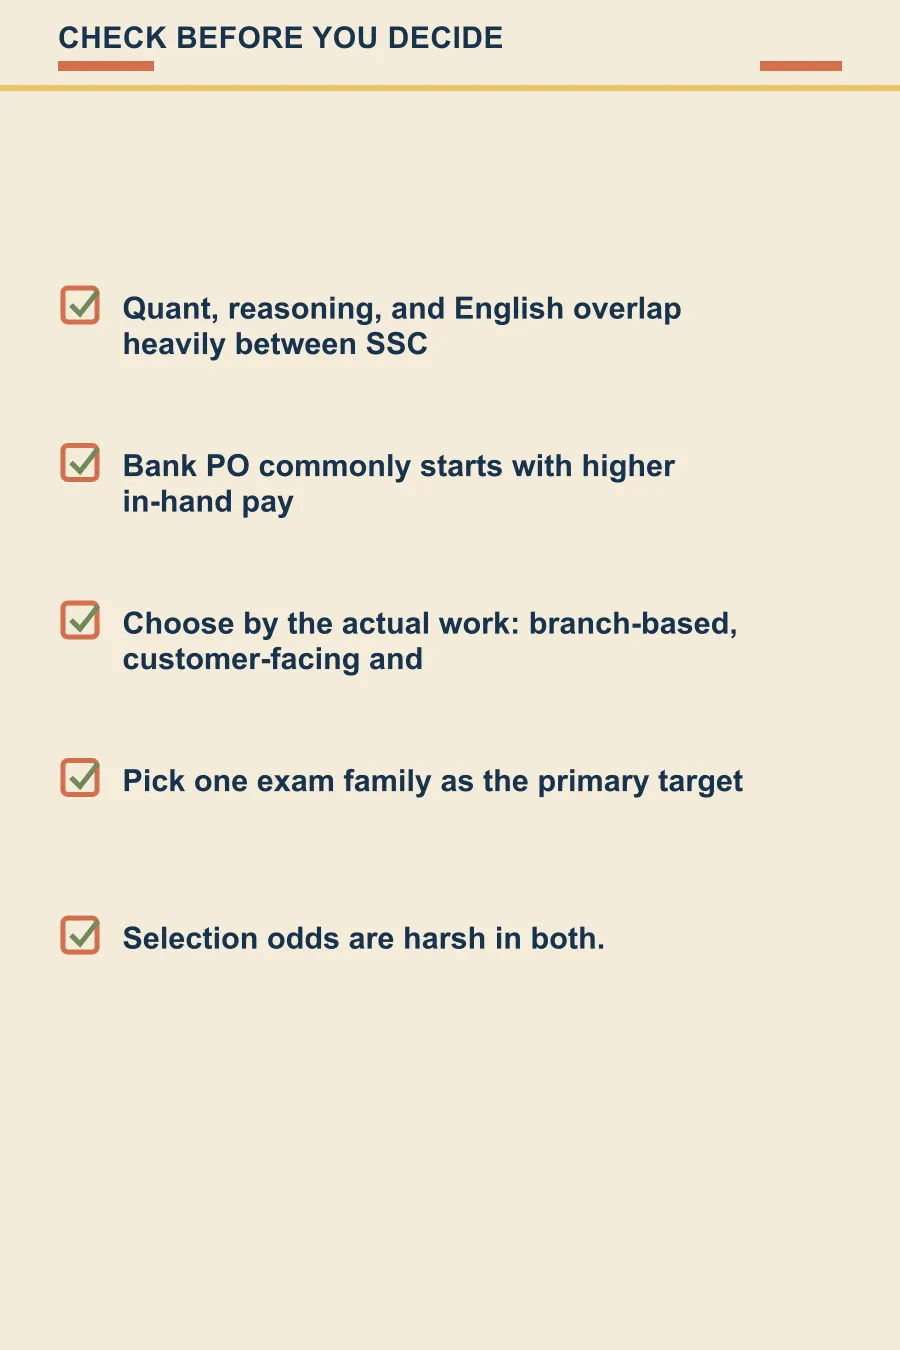 CHECK BEFORE YOU DECIDE
Quant, reasoning, and English overlap
heavily between SSC
Bank PO commonly starts with higher
in-hand pay
Choose by the actual work: branch-based,
customer-facing and
Pick one exam family as the primary target
Selection odds are harsh in both.